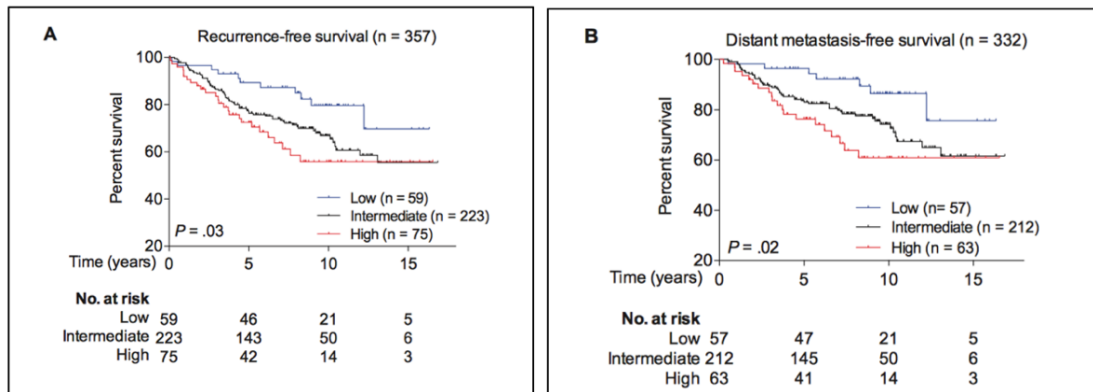 A
Recurrence-free survival (n = 357)
Percent survival
100
80
60
40
20
Low (n = 59)
Intermediate (n = 223)
High (n = 75)
P = .03
Time (years)
0 5 10 15
No. at risk
Low 59 46 21 5
Intermediate 223 143 50 6
High 75 42 14 3
B
Distant metastasis-free survival (n = 332)
Percent survival
100
80
60
40
20
Low (n= 57)
Intermediate (n = 212)
High (n = 63)
P = .02
Time (years)
0 5 10 15
No. at risk
Low 57 47 21 5
Intermediate 212 145 50 6
High 63 41 14 3